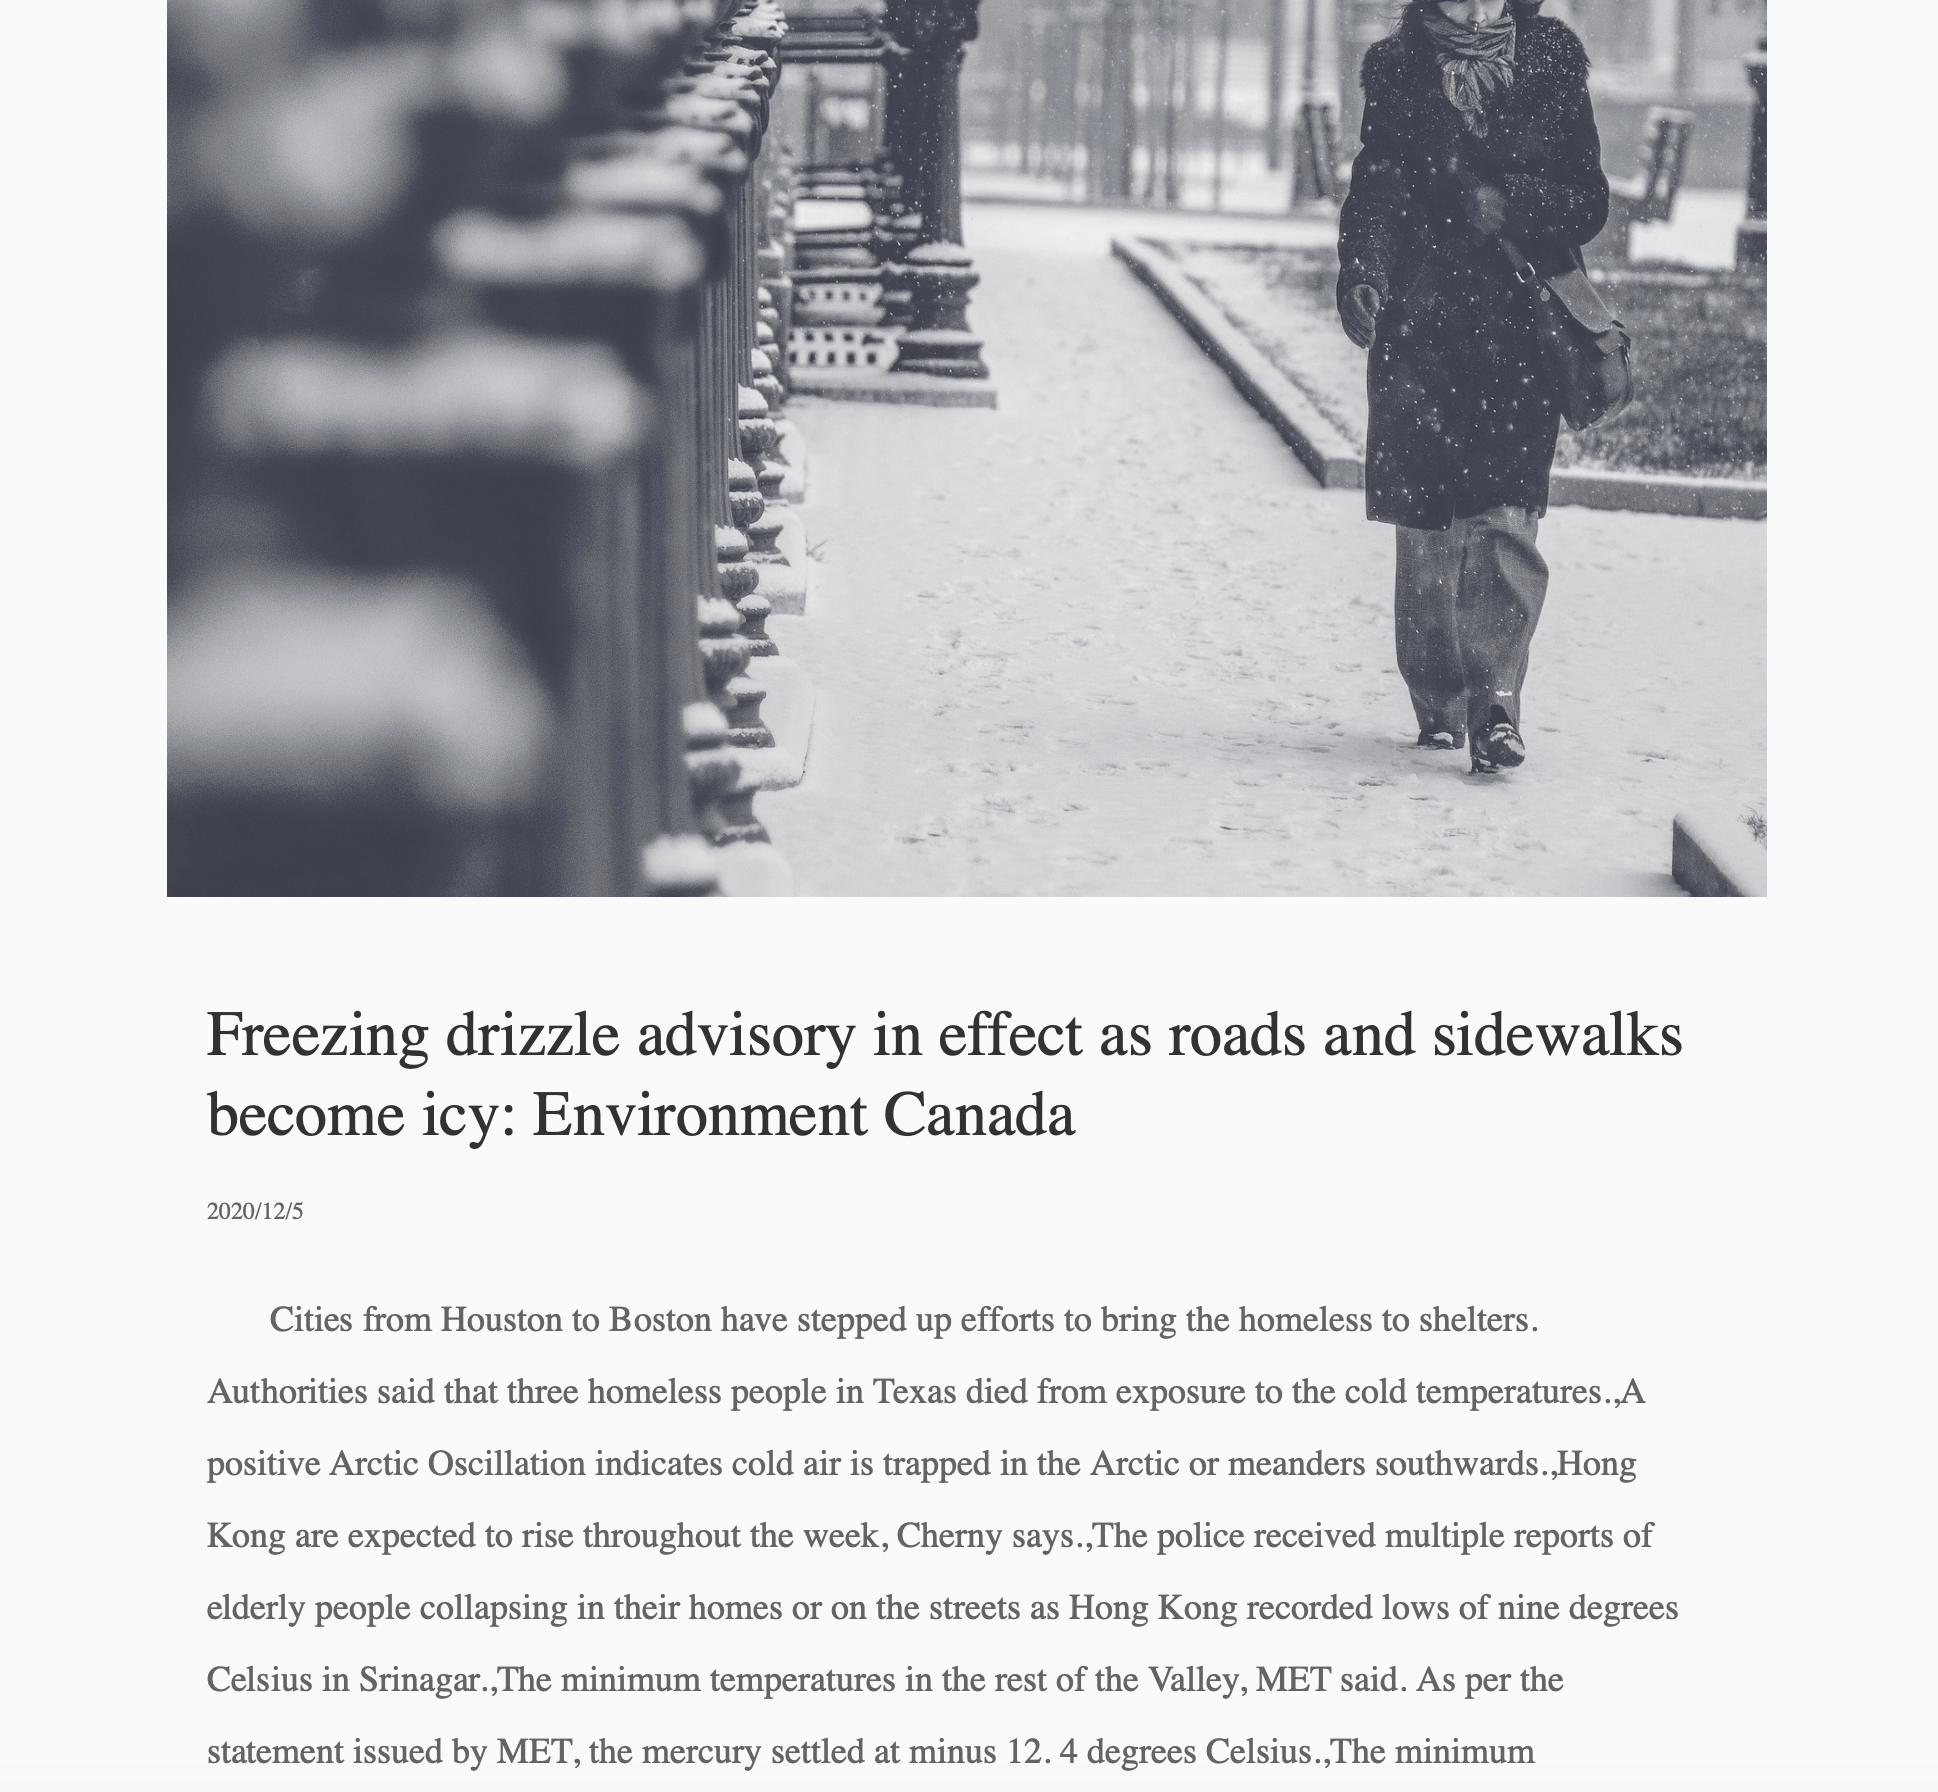 Freezing drizzle advisory in effect as roads and sidewalks
become icy: Environment Canada
2020/12/5
Cities from Houston to Boston have stepped up efforts to bring the homeless to shelters.
Authorities said that three homeless people in Texas died from exposure to the cold temperatures.,A
positive Arctic Oscillation indicates cold air is trapped in the Arctic or meanders southwards.,Hong
Kong are expected to rise throughout the week, Cherny says.,The police received multiple reports of
elderly people collapsing in their homes or on the streets as Hong Kong recorded lows of nine degrees
Celsius in Srinagar.,The minimum temperatures in the rest of the Valley, MET said. As per the
statement issued by MET, the mercury settled at minus 12. 4 degrees Celsius.,The minimum